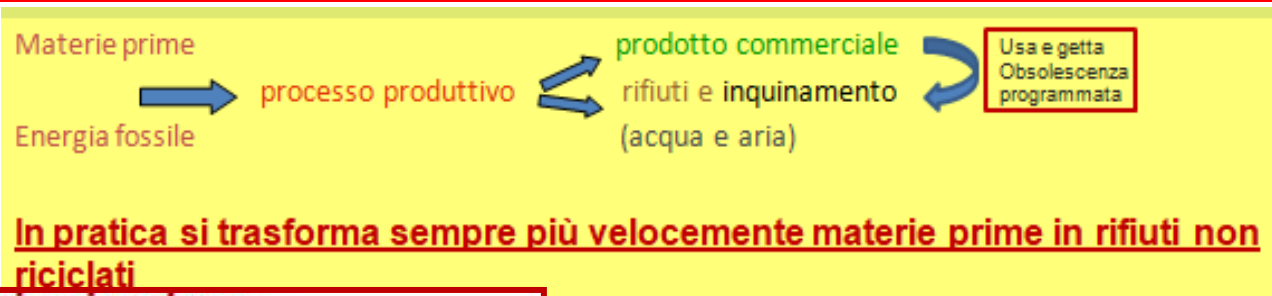 Materie prime
prodotto commerciale
Usa e getta
Obsolescenza
programmata
processo produttivo
rifiuti e inquinamento
Energia fossile
(acqua e aria)
In pratica si trasforma sempre più velocemente materie prime in rifiuti non
riciclati